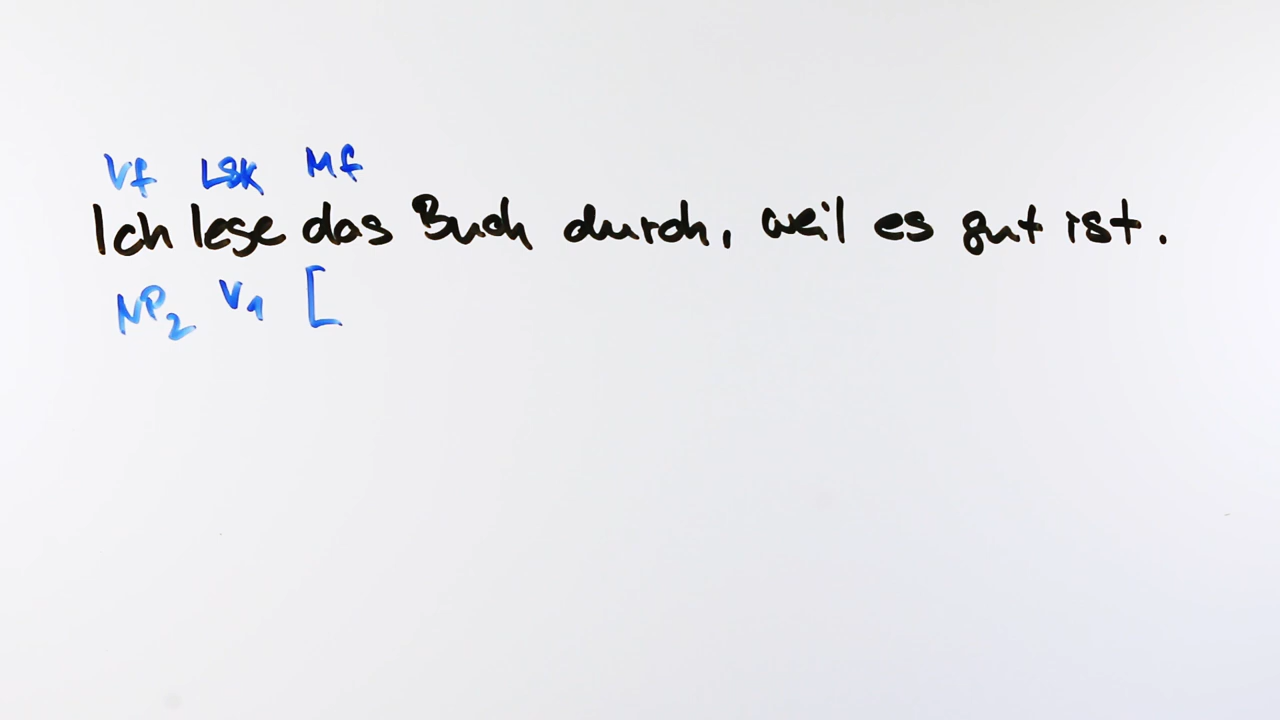 Vf LSK Mf
Ich lese das Buch durch, weil es gut ist.
NP2 V1 [